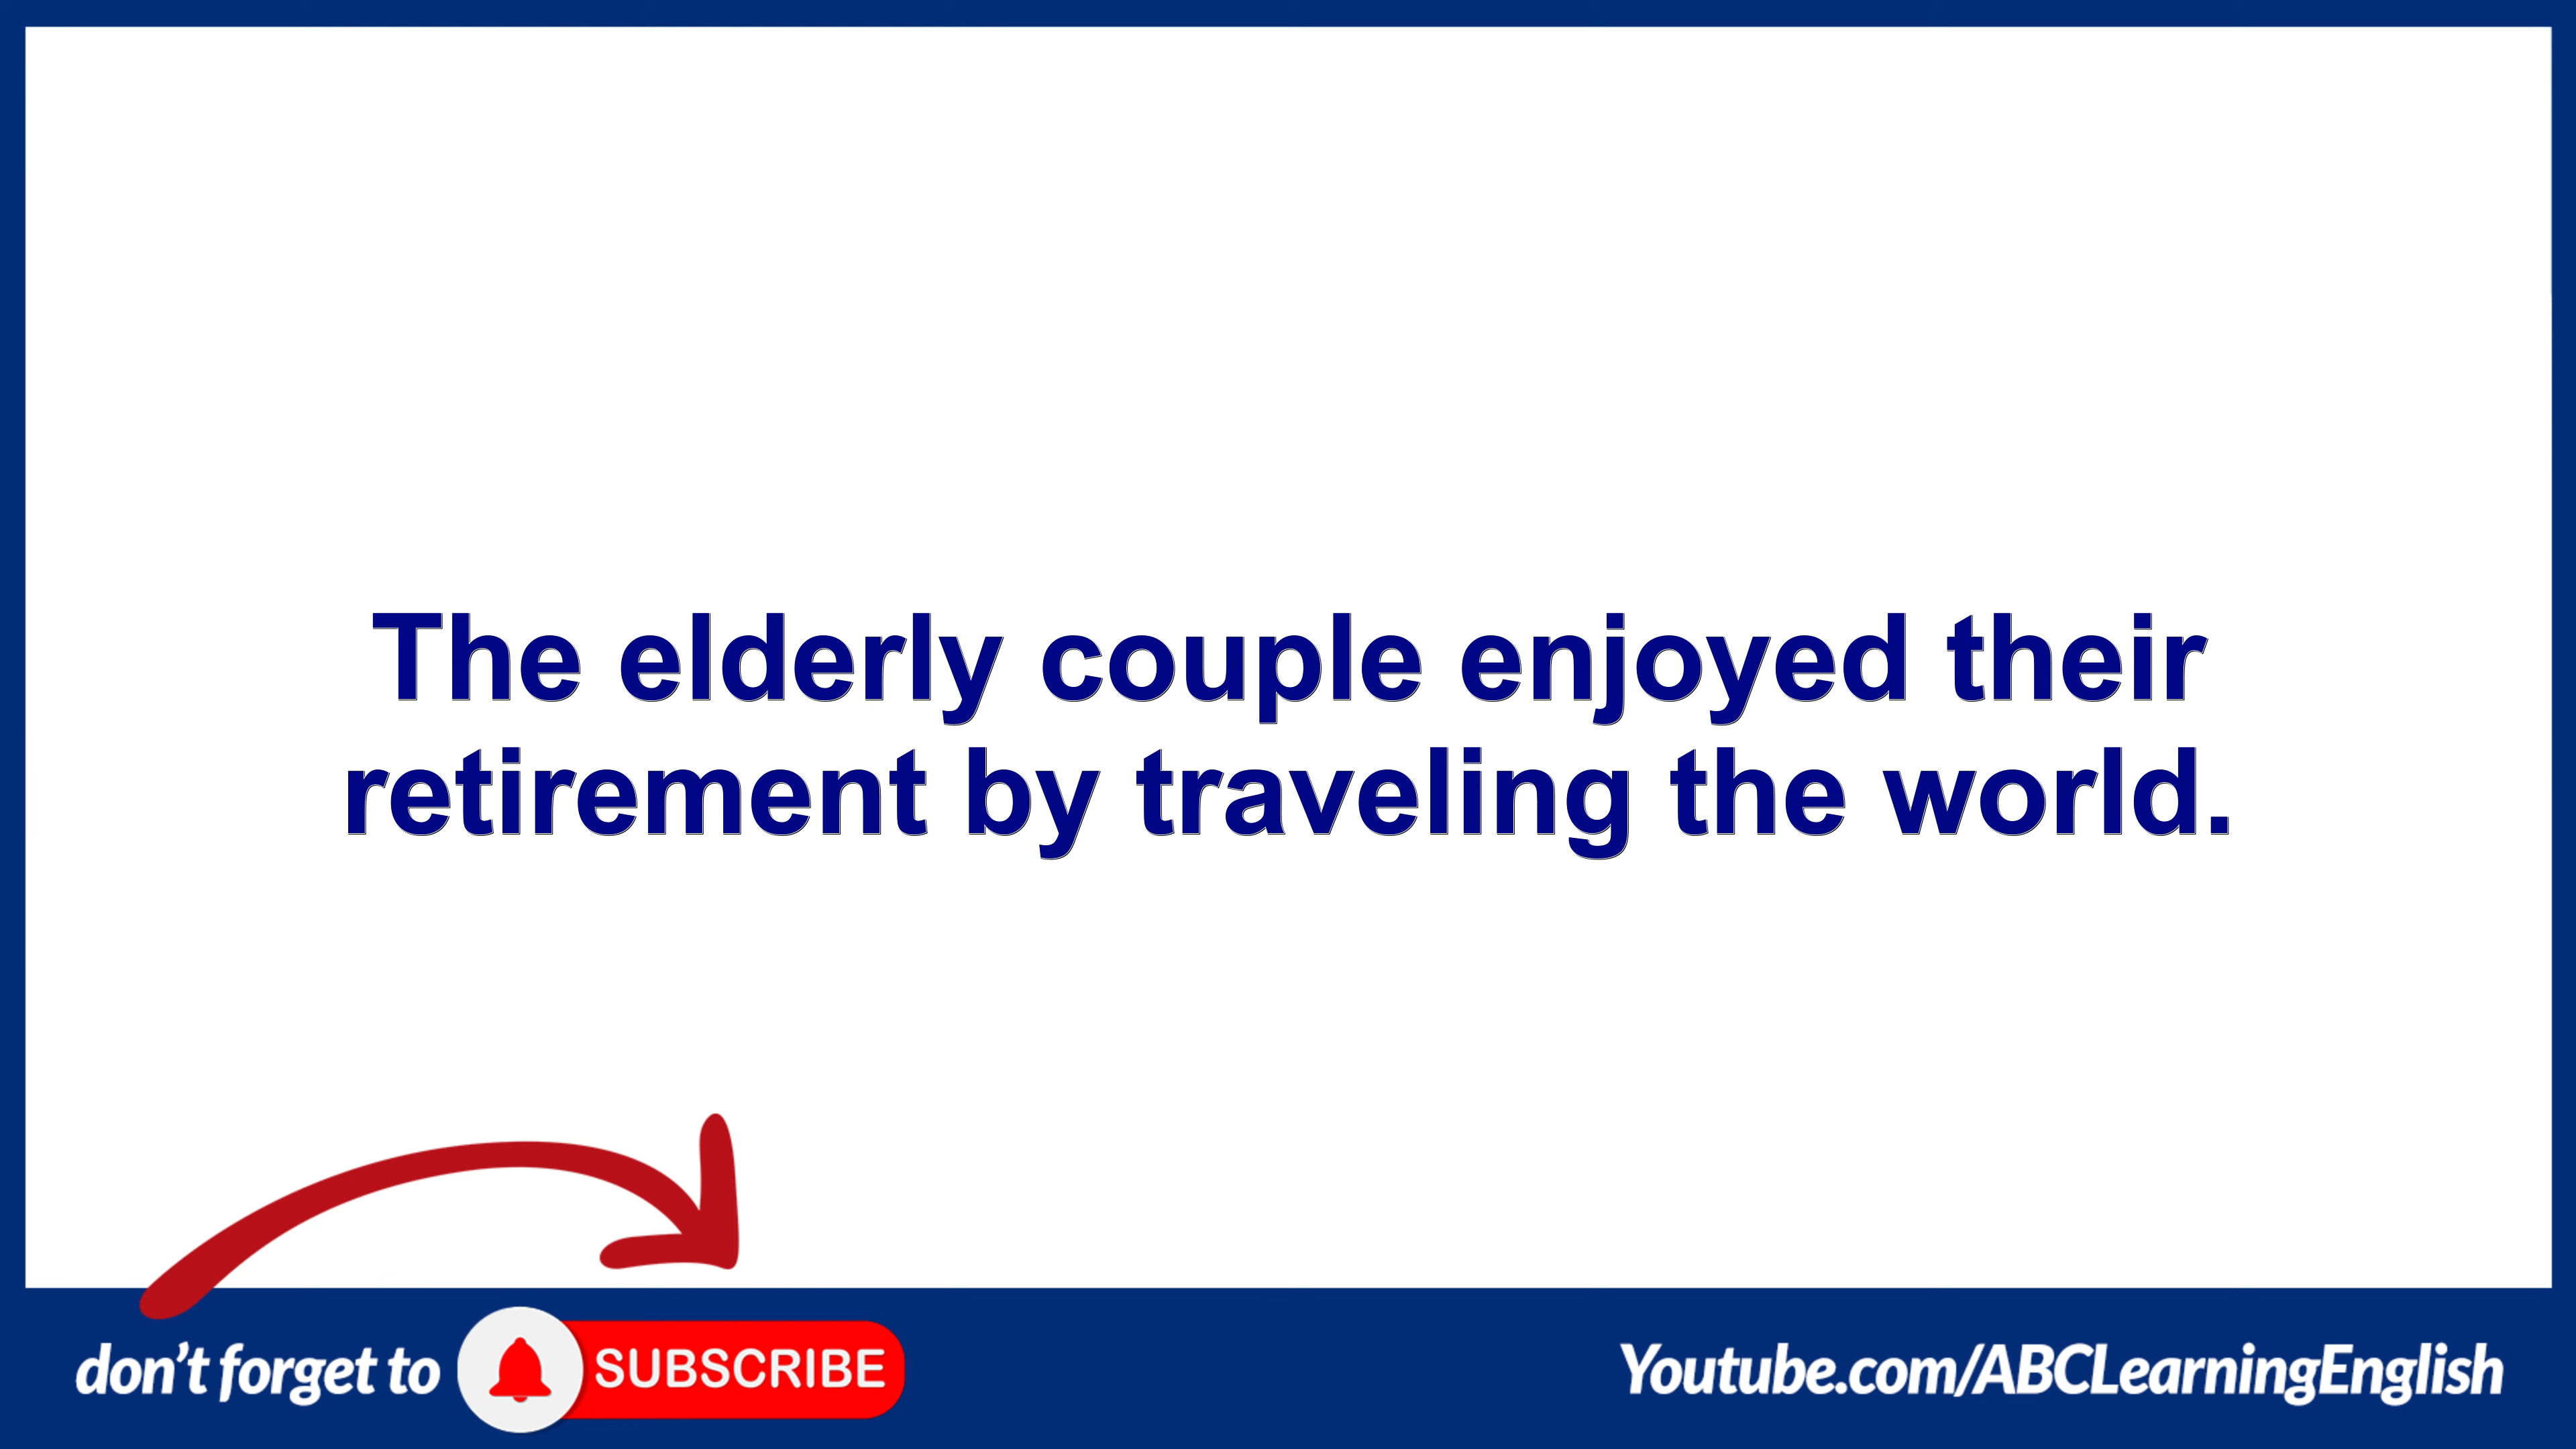 The elderly couple enjoyed their
retirement by traveling the world.
don't forget to SUBSCRIBE
Youtube.com/ABCLearningEnglish